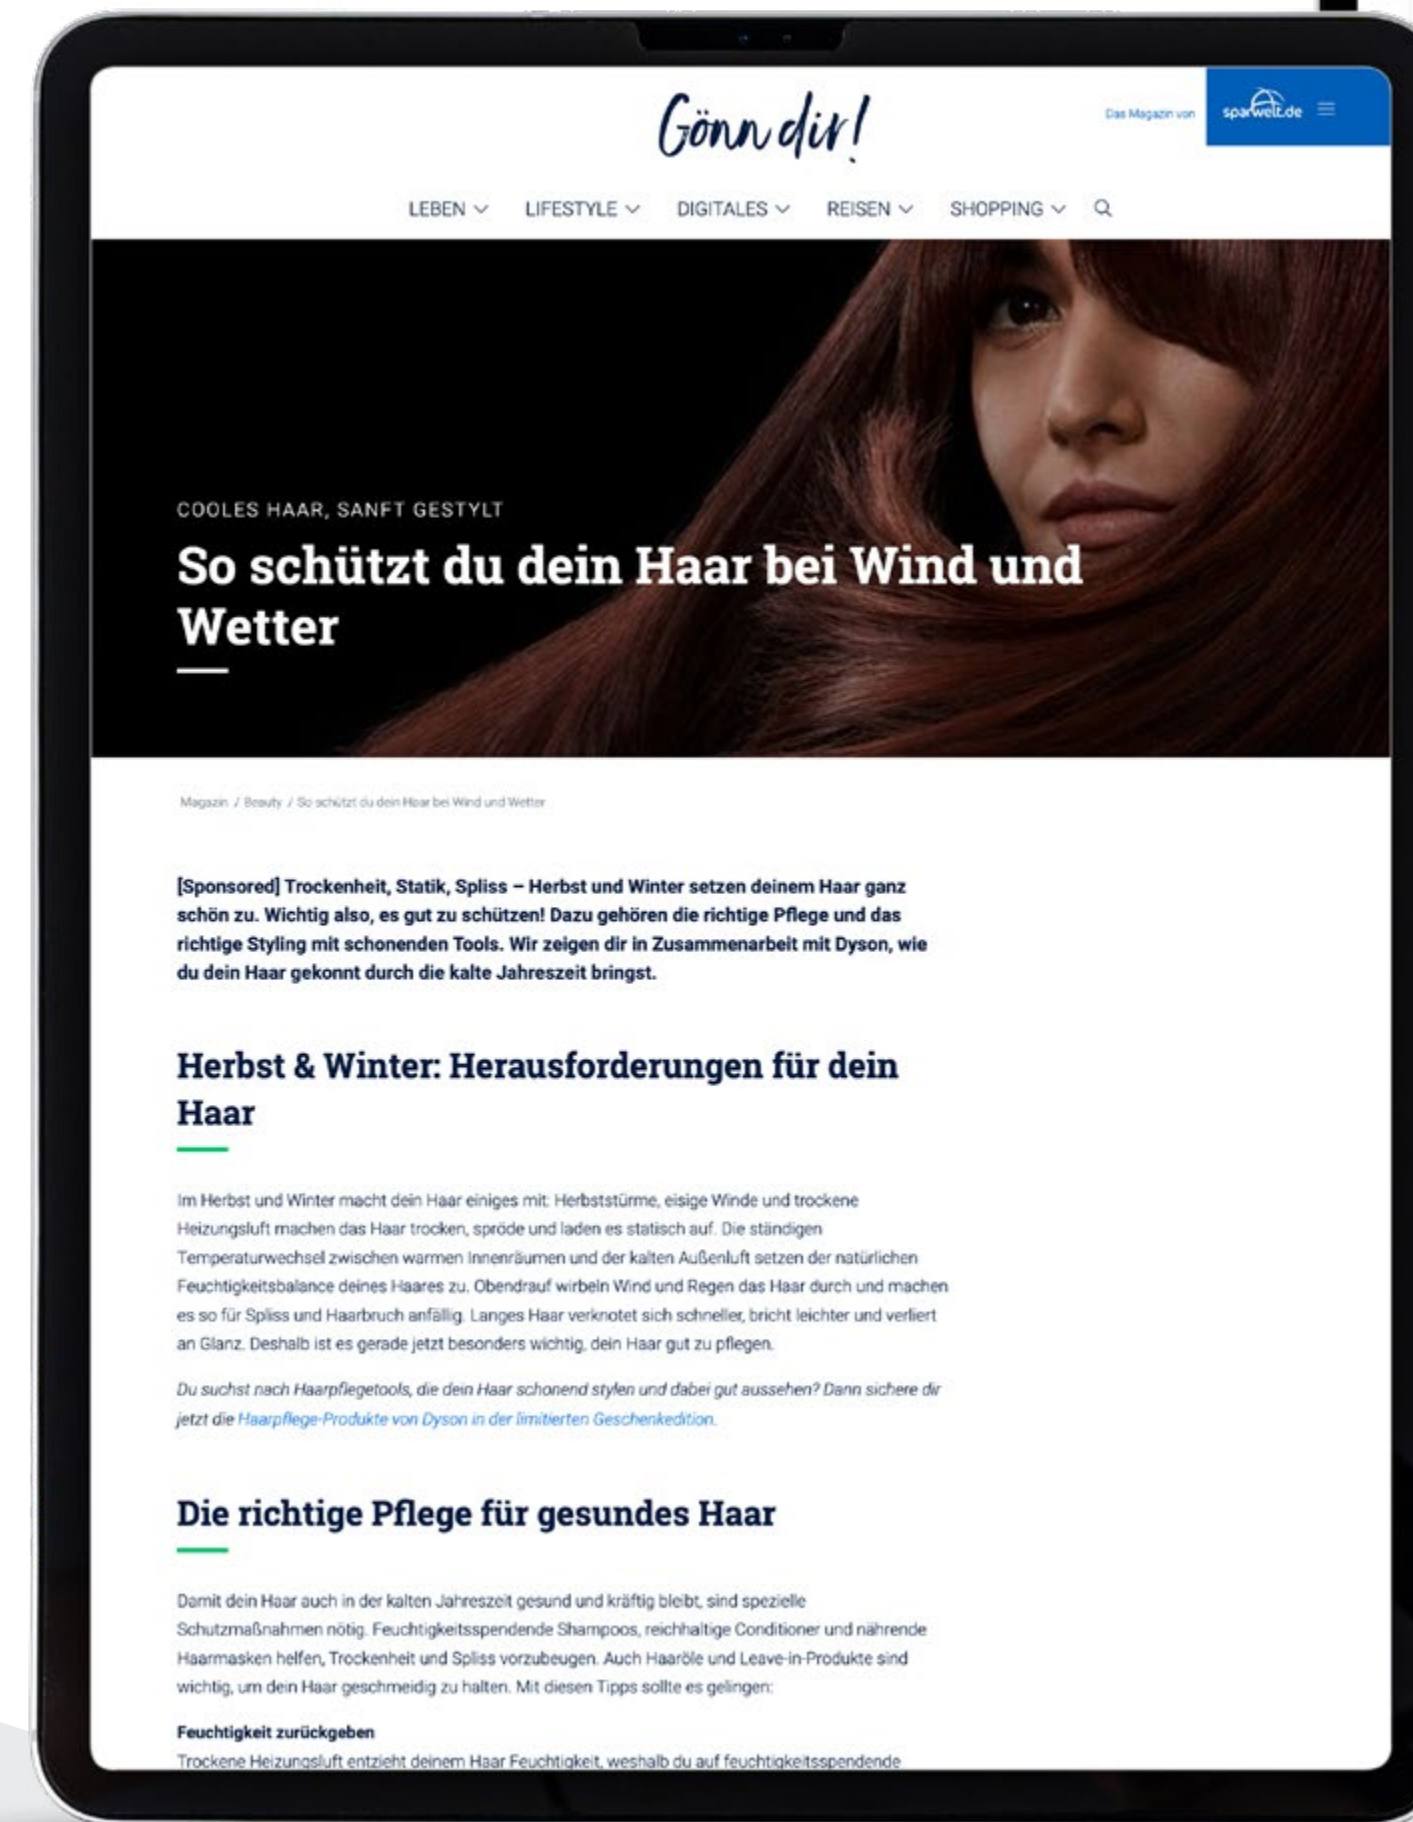 Gönn dir!
Das Magazin von
sparwelt.de
LEBEN LIFESTYLE DIGITALES REISEN SHOPPING
COOLES HAAR, SANFT GESTYLT
So schützt du dein Haar bei Wind und
Wetter
Magazin / Beauty / So schützt du dein Haar bei Wind und Wetter
[Sponsored] Trockenheit, Statik, Spliss – Herbst und Winter setzen deinem Haar ganz
schön zu. Wichtig also, es gut zu schützen! Dazu gehören die richtige Pflege und das
richtige Styling mit schonenden Tools. Wir zeigen dir in Zusammenarbeit mit Dyson, wie
du dein Haar gekonnt durch die kalte Jahreszeit bringst.
Herbst & Winter: Herausforderungen für dein
Haar
Im Herbst und Winter macht dein Haar einiges mit: Herbststürme, eisige Winde und trockene
Heizungsluft machen das Haar trocken, spröde und laden es statisch auf. Die ständigen
Temperaturwechsel zwischen warmen Innenräumen und der kalten Außenluft setzen der natürlichen
Feuchtigkeitsbalance deines Haares zu. Obendrauf wirbeln Wind und Regen das Haar durch und machen
es so für Spliss und Haarbruch anfällig. Langes Haar verknotet sich schneller, bricht leichter und verliert
an Glanz. Deshalb ist es gerade jetzt besonders wichtig, dein Haar gut zu pflegen.
Du suchst nach Haarpflegetools, die dein Haar schonend stylen und dabei gut aussehen? Dann sichere dir
jetzt die Haarpflege-Produkte von Dyson in der limitierten Geschenkedition.
Die richtige Pflege für gesundes Haar
Damit dein Haar auch in der kalten Jahreszeit gesund und kräftig bleibt, sind spezielle
Schutzmaßnahmen nötig. Feuchtigkeitsspendende Shampoos, reichhaltige Conditioner und nährende
Haarmasken helfen, Trockenheit und Spliss vorzubeugen. Auch Haaröle und Leave-in-Produkte sind
wichtig, um dein Haar geschmeidig zu halten. Mit diesen Tipps sollte es gelingen:
Feuchtigkeit zurückgeben
Trockene Heizungsluft entzieht deinem Haar Feuchtigkeit, weshalb du auf feuchtigkeitsspendende